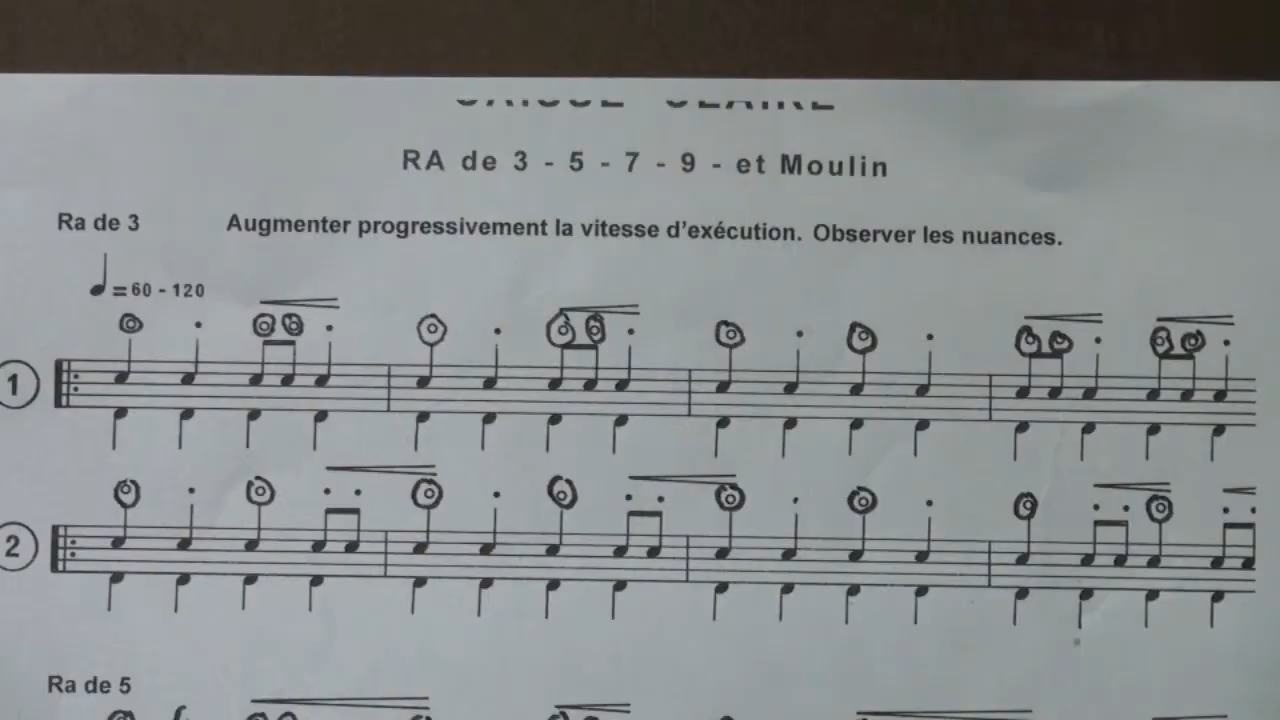 RA de 3 - 5 - 7 - 9 - et Moulin
Ra de 3 Augmenter progressivement la vitesse d'exécution. Observer les nuances.
= 60 - 120
1
2
Ra de 5